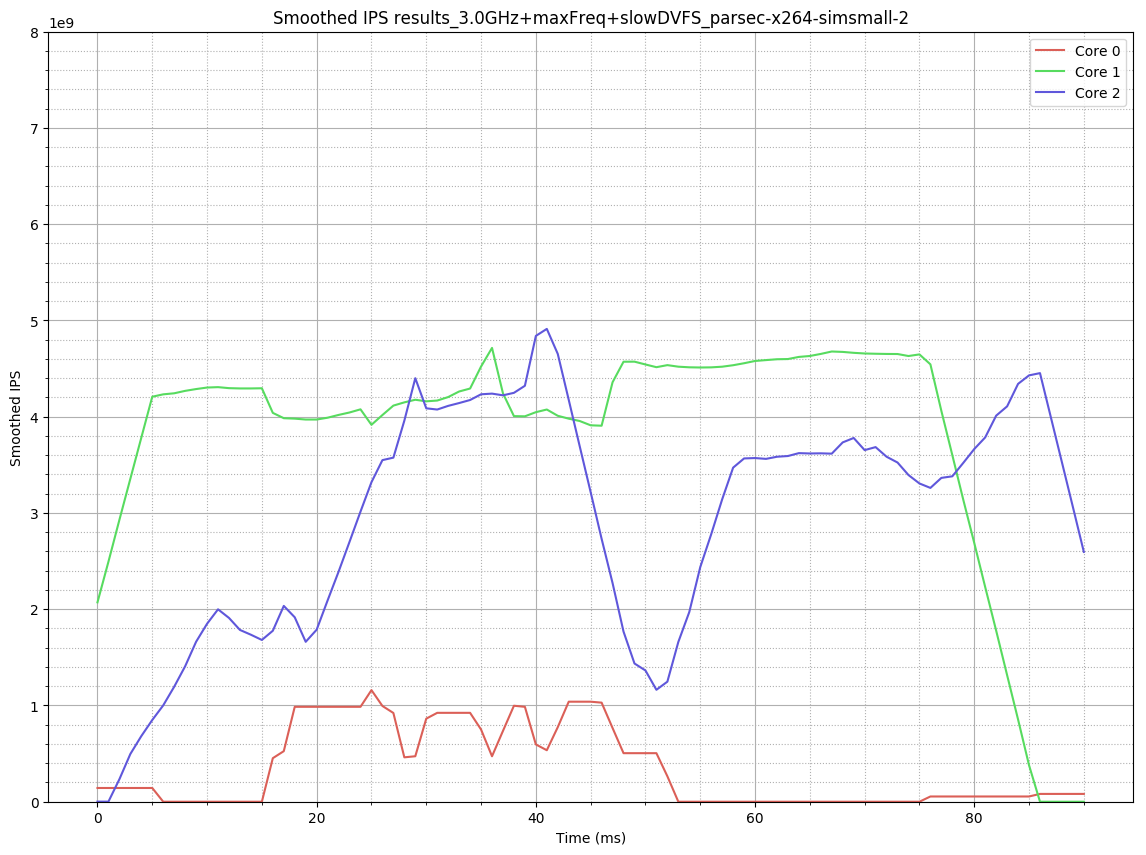 Smoothed IPS results_3.0GHz+maxFreq+slowDVFS_parsec-x264-simsmall-2
1e9
Core 0
Core 1
Core 2
8
7
6
5
4
3
2
1
0
Smoothed IPS
0
20
40
60
80
Time (ms)